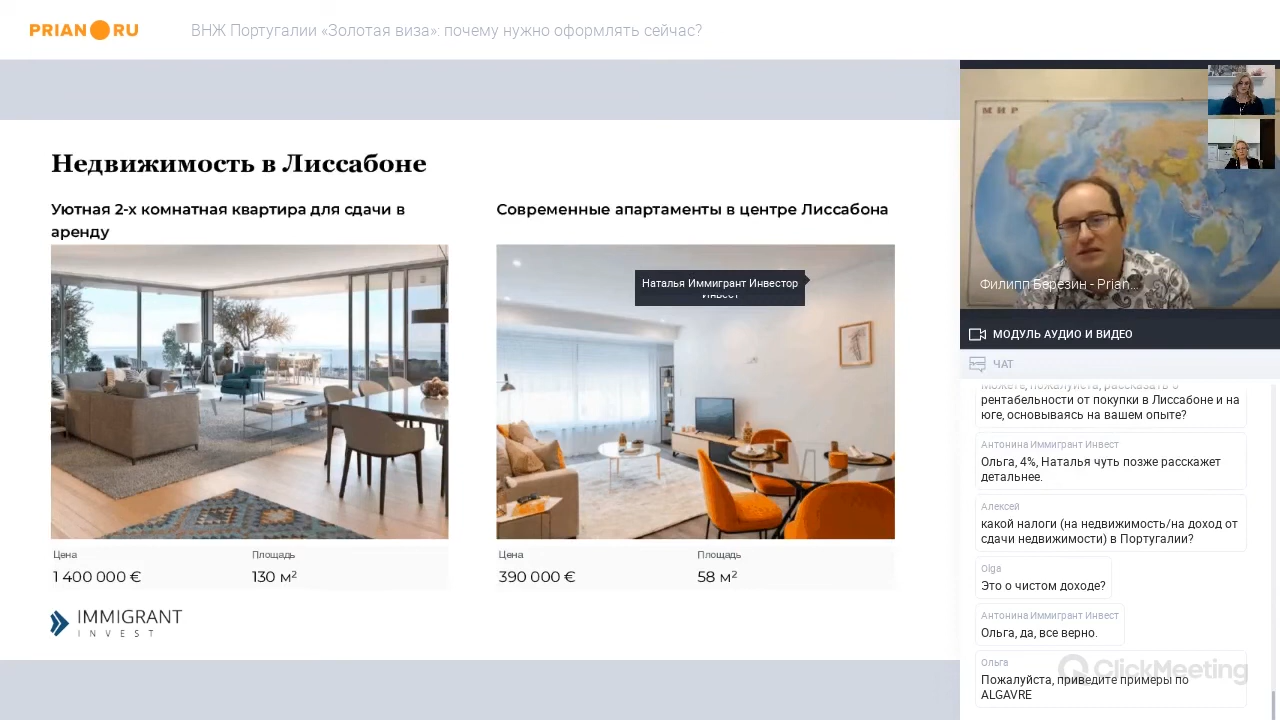 PRIAN RU
ВНЖ Португалии «Золотая виза»: почему нужно оформлять сейчас?
Недвижимость в Лиссабоне
Уютная 2-х комнатная квартира для сдачи в
аренду
Современные апартаменты в центре Лиссабона
Наталья Иммигрант Инвестор
Инвест
Цена
Площадь
1 400 000 €
130 м²
Цена
Площадь
390 000 €
58 м²
IMMIGRANT
INVEST
МИР
Филипп Березин - Prian...
МОДУЛЬ АУДИО И ВИДЕО
ЧАТ
Можете, пожалуйста, рассказать о
рентабельности от покупки в Лиссабоне и на
юге, основываясь на вашем опыте?
Антонина Иммигрант Инвест
Ольга, 4%, Наталья чуть позже расскажет
детальнее.
Алексей
какой налоги (на недвижимость/на доход от
сдачи недвижимости) в Португалии?
Olga
Это о чистом доходе?
Антонина Иммигрант Инвест
Ольга, да, все верно.
Ольга
Пожалуйста, приведите примеры по
ALGAVRE
ClickMeeting